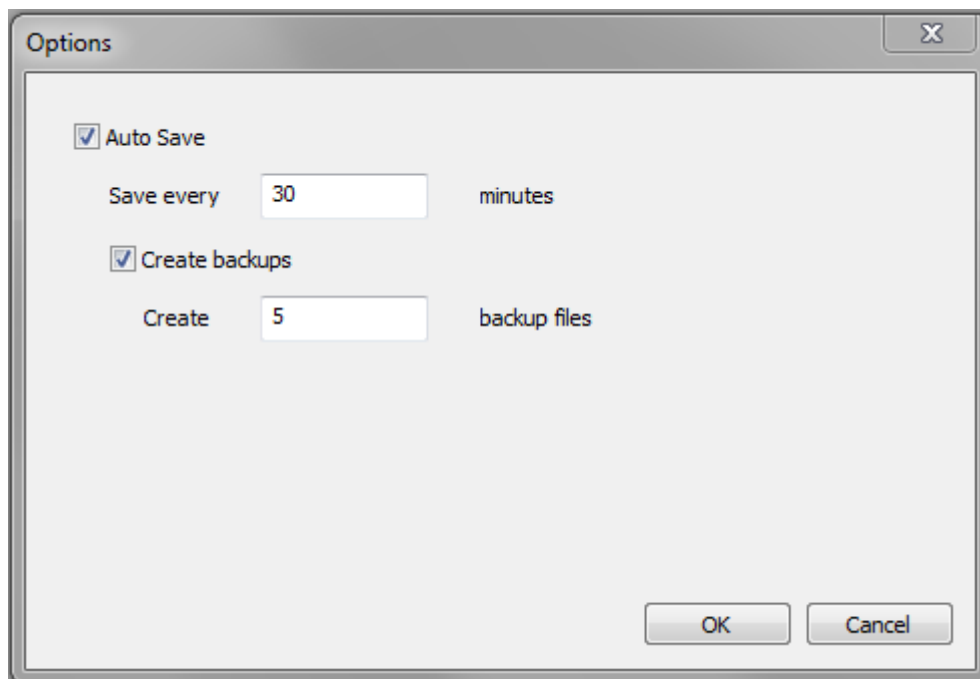 Options
Auto Save
Save every 30 minutes
Create backups
Create 5 backup files
OK Cancel